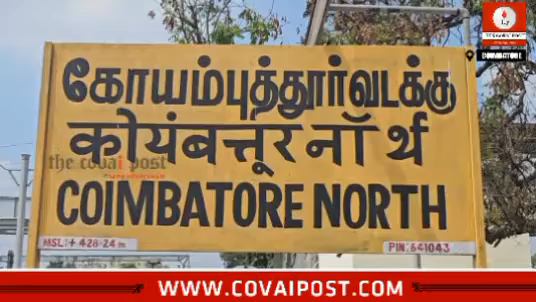 கோயம்புத்தூர்வடக்கு
कोयंबत्तूर नॉर्थ
the covai post
COIMBATORE NORTH
MSL:+ 428-24 m
PIN: 641043
COIMBATORE
WWW.COVAIPOST.COM